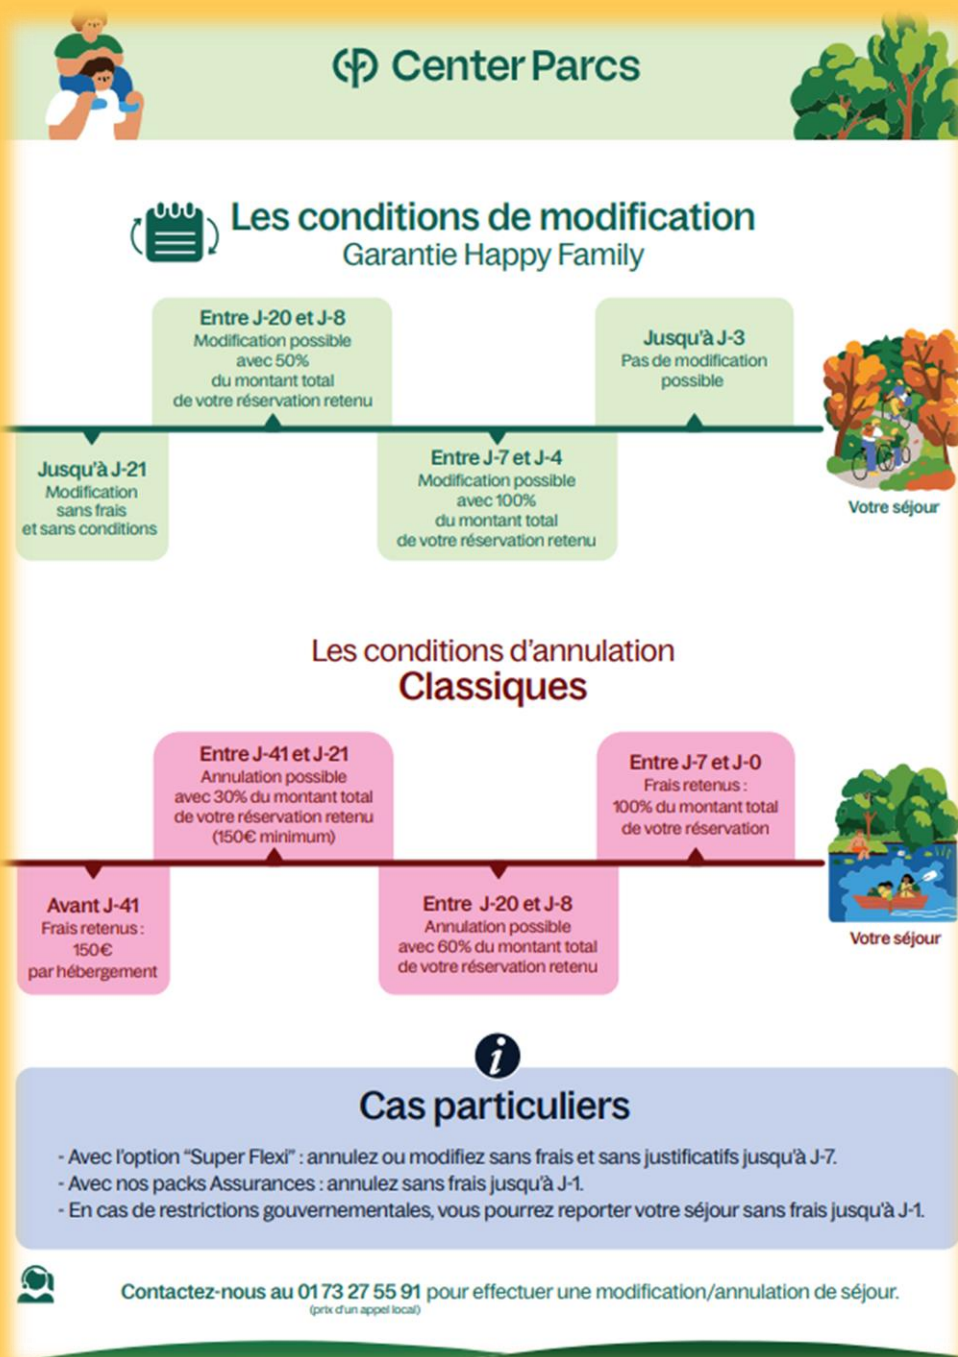 Center Parcs
Les conditions de modification
Garantie Happy Family
Entre J-20 et J-8
Modification possible
avec 50%
du montant total
de votre réservation retenu
Jusqu'à J-3
Pas de modification
possible
Jusqu'à J-21
Modification
sans frais
et sans conditions
Entre J-7 et J-4
Modification possible
avec 100%
du montant total
de votre réservation retenu
Votre séjour
Les conditions d'annulation
Classiques
Entre J-41 et J-21
Annulation possible
avec 30% du montant total
de votre réservation retenu
(150€ minimum)
Entre J-7 et J-0
Frais retenus :
100% du montant total
de votre réservation
Avant J-41
Frais retenus :
150€
par hébergement
Entre J-20 et J-8
Annulation possible
avec 60% du montant total
de votre réservation retenu
Votre séjour
i
Cas particuliers
- Avec l'option "Super Flexi" : annulez ou modifiez sans frais et sans justificatifs jusqu'à J-7.
- Avec nos packs Assurances : annulez sans frais jusqu'à J-1.
- En cas de restrictions gouvernementales, vous pourrez reporter votre séjour sans frais jusqu'à J-1.
Contactez-nous au 01 73 27 55 91 pour effectuer une modification/annulation de séjour.
(prix d'un appel local)